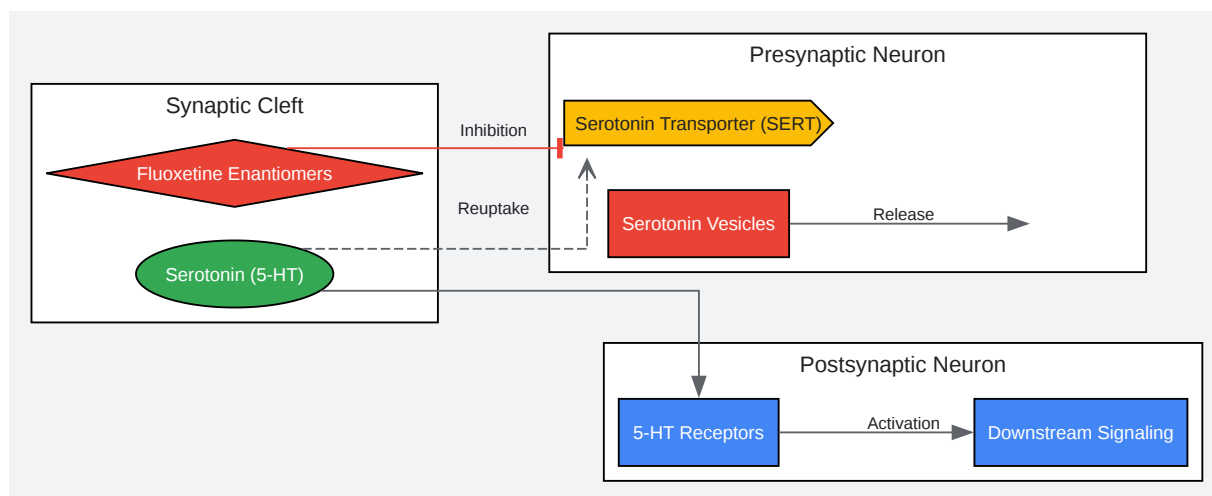 Presynaptic Neuron
Synaptic Cleft
Inhibition
Serotonin Transporter (SERT)
Fluoxetine Enantiomers
Reuptake
Serotonin Vesicles
Release
Serotonin (5-HT)
Postsynaptic Neuron
5-HT Receptors
Activation
Downstream Signaling